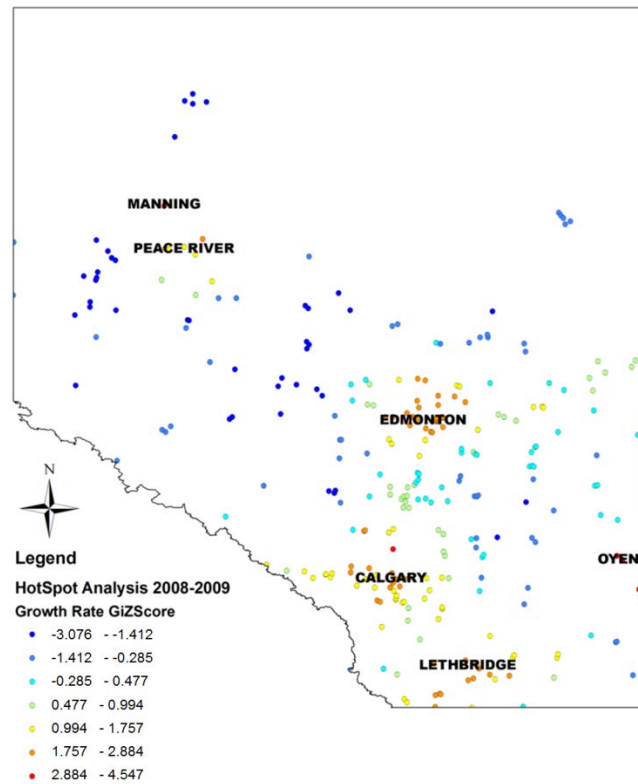 MANNING
PEACE RIVER
EDMONTON
N
Legend
OYEN
HotSpot Analysis 2008-2009
CALGARY
Growth Rate GiZScore
-3.076 - -1.412
-1.412 - -0.285
LETHBRIDGE
-0.285 - 0.477
0.477 - 0.994
0.994 - 1.757
1.757 - 2.884
2.884 - 4.547